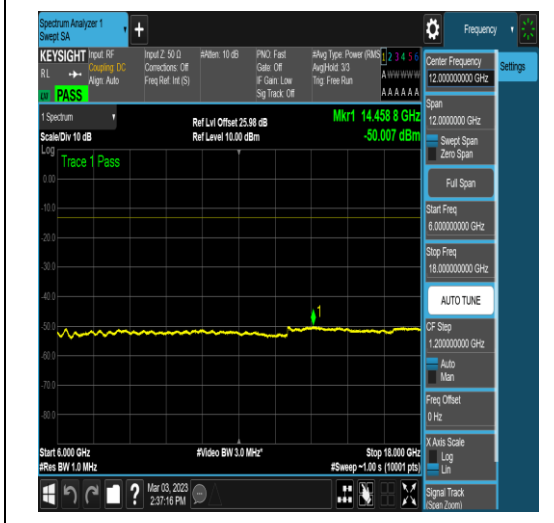 Spectrum Analyzer 1
Swept SA
+
Frequency
KEYSIGHT
Input: RF
Coupling: DC
Align: Auto
Input Z: 50 Ω
Corrections: Off
Freq Ref: Int (S)
#Atten: 10 dB
PNO: Fast
Gate: Off
IF Gain: Low
Sig Track: Off
#Avg Type: Power (RMS
Avg|Hold: 3/3
Trig: Free Run
1 2 3 4 5 6
A W W W W W
A A A A A A
RL
PASS
1 Spectrum
Scale/Div 10 dB
Ref Lvl Offset 25.98 dB
Ref Level 10.00 dBm
Mkr1 14.458 8 GHz
-50.007 dBm
Log
Trace 1 Pass
0.00
-10.0
-20.0
-30.0
-40.0
-50.0
-60.0
-70.0
-80.0
1
Start 6.000 GHz
#Res BW 1.0 MHz
#Video BW 3.0 MHz*
Stop 18.000 GHz
#Sweep ~1.00 s (10001 pts)
Mar 03, 2023
2:37:16 PM
?
Center Frequency
12.000000000 GHz
Settings
Span
12.0000000 GHz
Swept Span
Zero Span
Full Span
Start Freq
6.000000000 GHz
Stop Freq
18.000000000 GHz
AUTO TUNE
CF Step
1.200000000 GHz
Auto
Man
Freq Offset
0 Hz
X Axis Scale
Log
Lin
Signal Track
(Span Zoom)